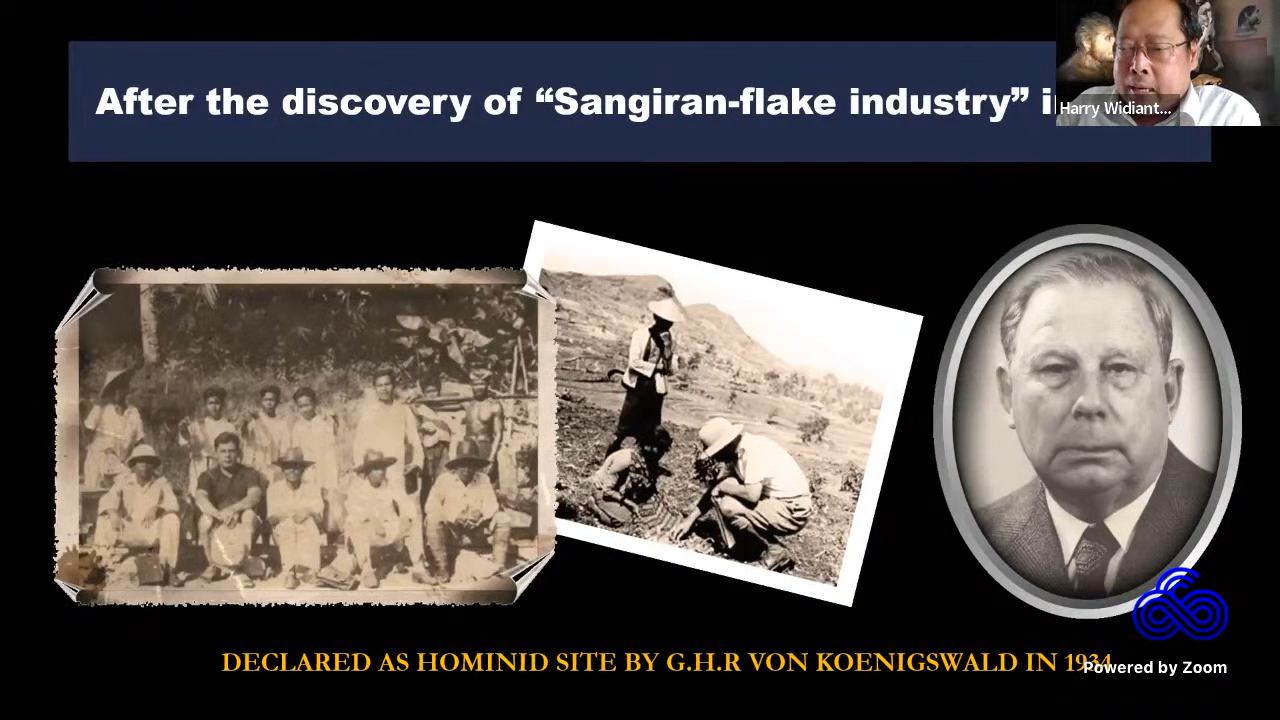 After the discovery of “Sangiran-flake industry”
Harry Widiant...
DECLARED AS HOMINID SITE BY G.H.R VON KOENIGSWALD IN 1934
Powered by Zoom